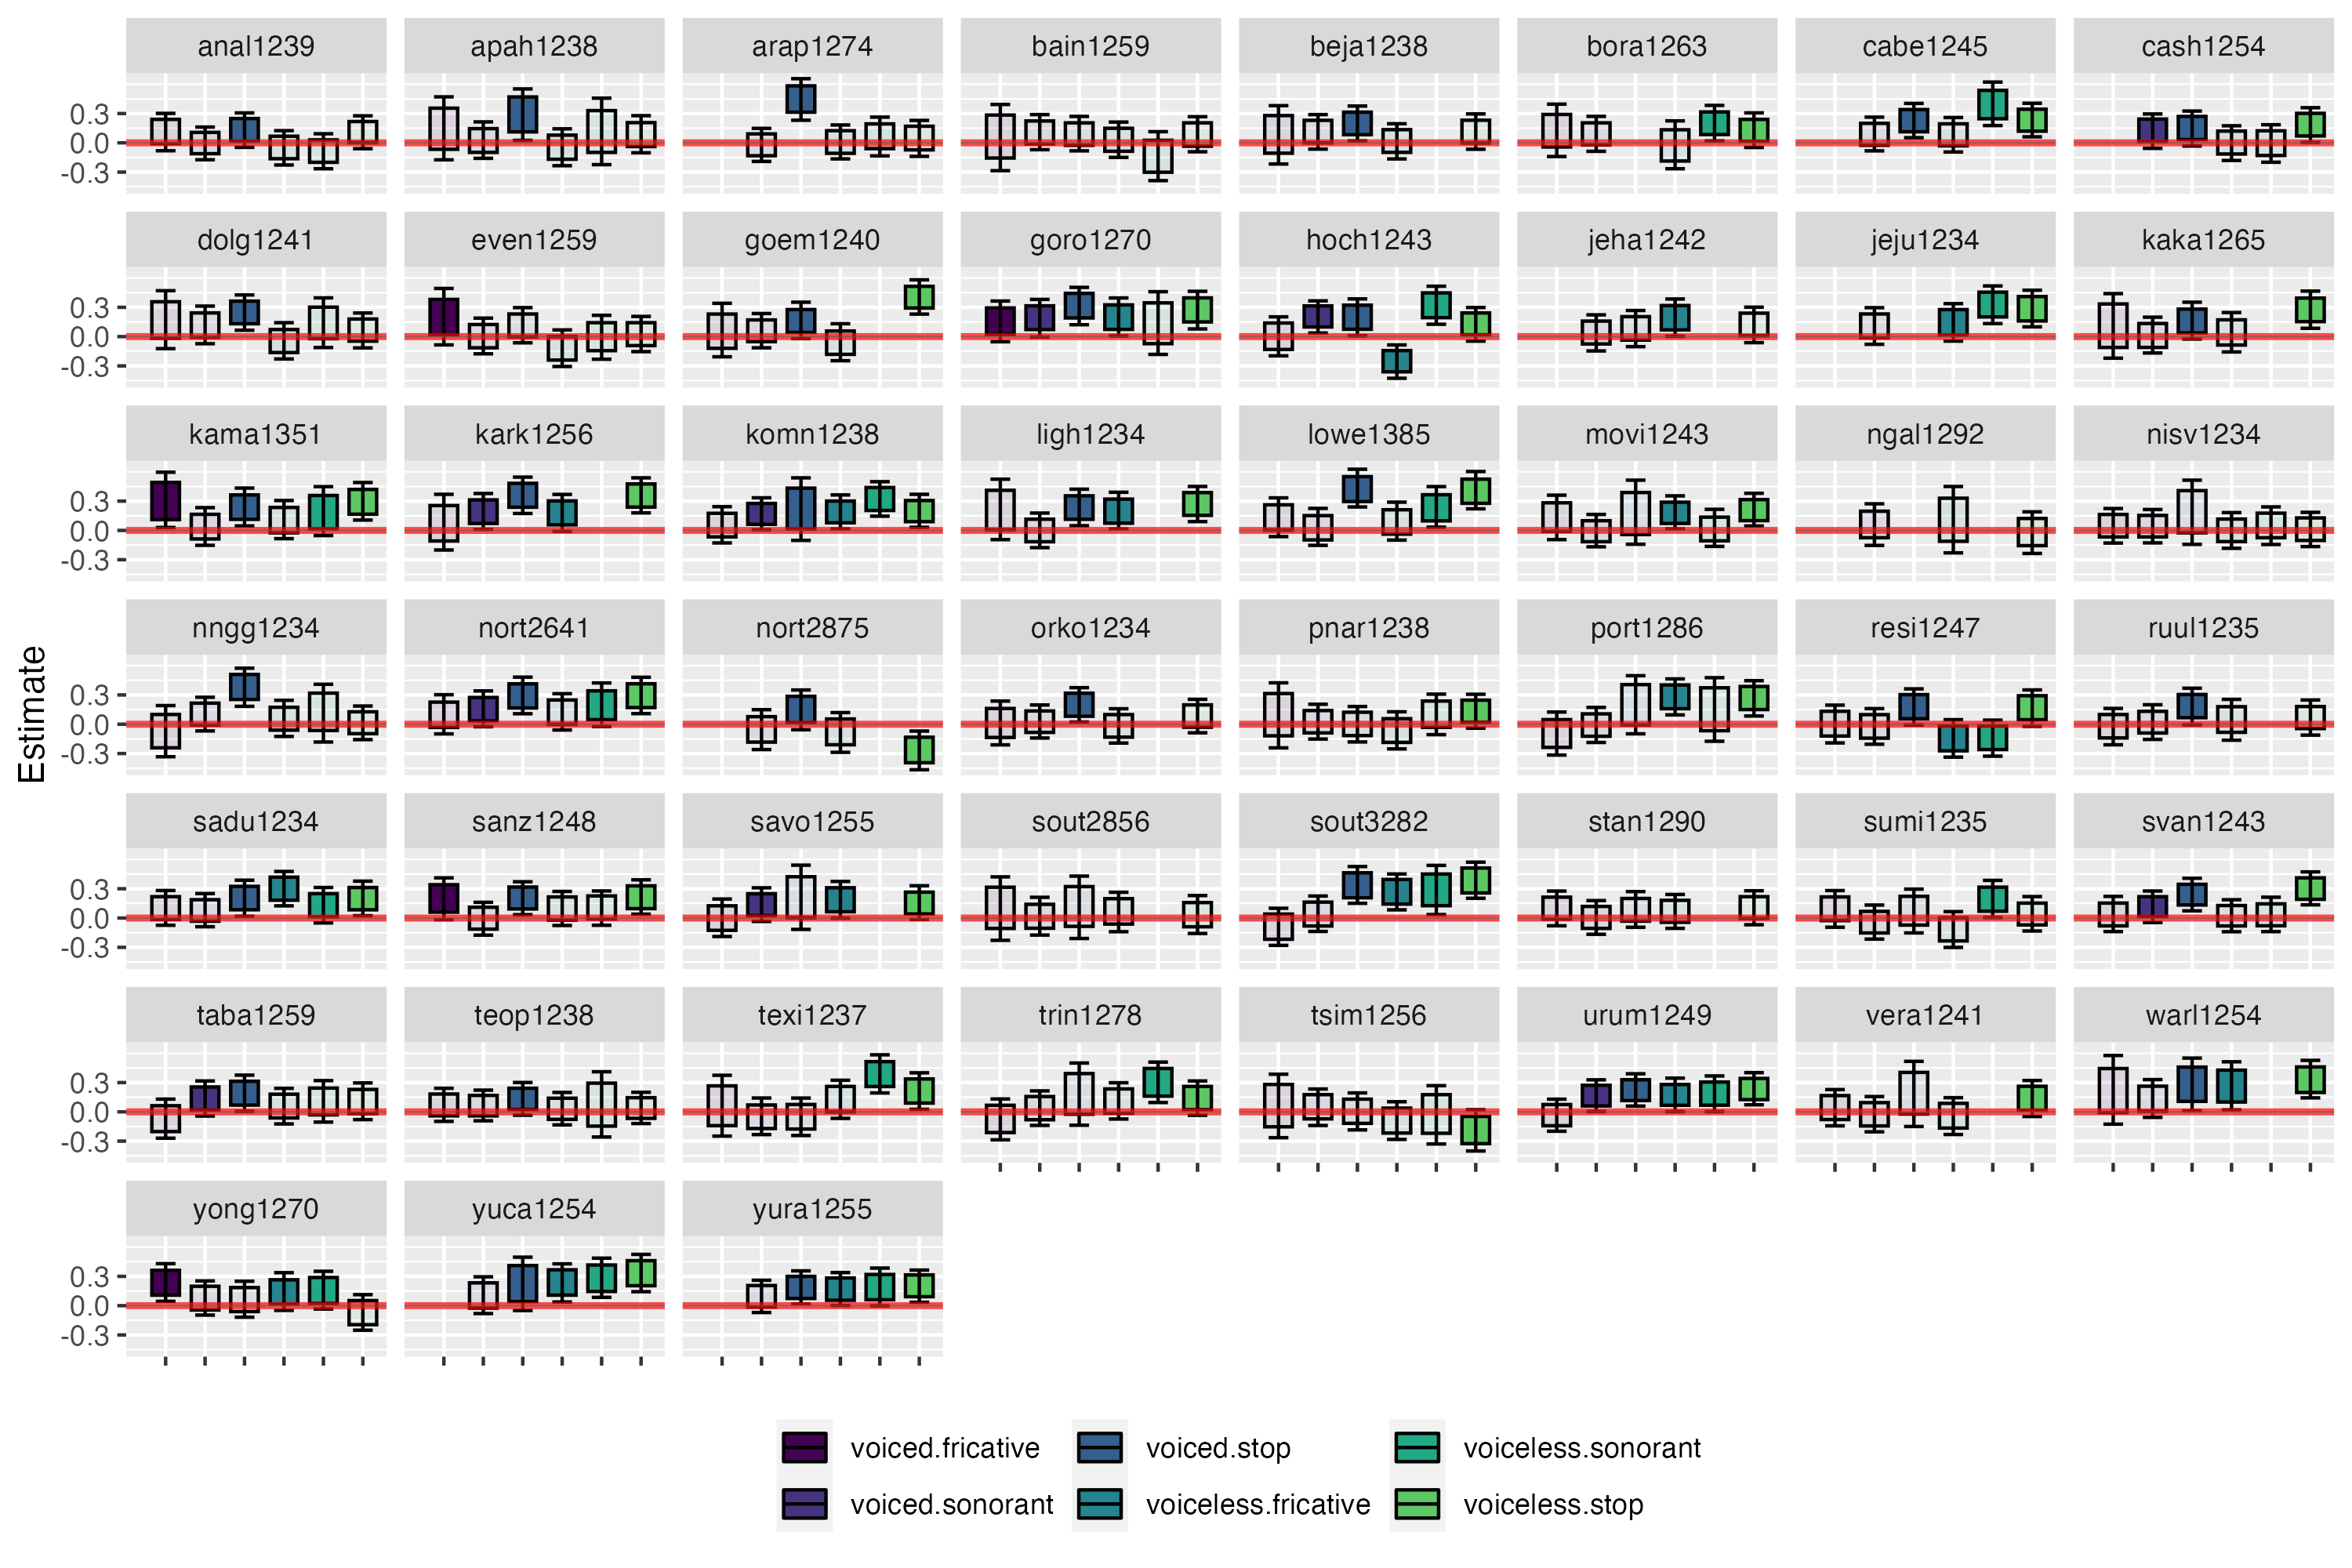 anal1239 apah1238 arap1274 bain1259 beja1238 bora1263 cabe1245 cash1254
0.3
0.0
-0.3
dolg1241 even1259 goem1240 goro1270 hoch1243 jeha1242 jeju1234 kaka1265
0.3
0.0
-0.3
kama1351 kark1256 komn1238 ligh1234 lowe1385 movi1243 ngal1292 nisv1234
0.3
0.0
-0.3
nngg1234 nort2641 nort2875 orko1234 pnar1238 port1286 resi1247 ruul1235
0.3
0.0
-0.3
Estimate
sadu1234 sanz1248 savo1255 sout2856 sout3282 stan1290 sumi1235 svan1243
0.3
0.0
-0.3
taba1259 teop1238 texi1237 trin1278 tsim1256 urum1249 vera1241 warl1254
0.3
0.0
-0.3
yong1270 yuca1254 yura1255
0.3
0.0
-0.3
voiced.fricative voiced.stop voiceless.sonorant
voiced.sonorant voiceless.fricative voiceless.stop